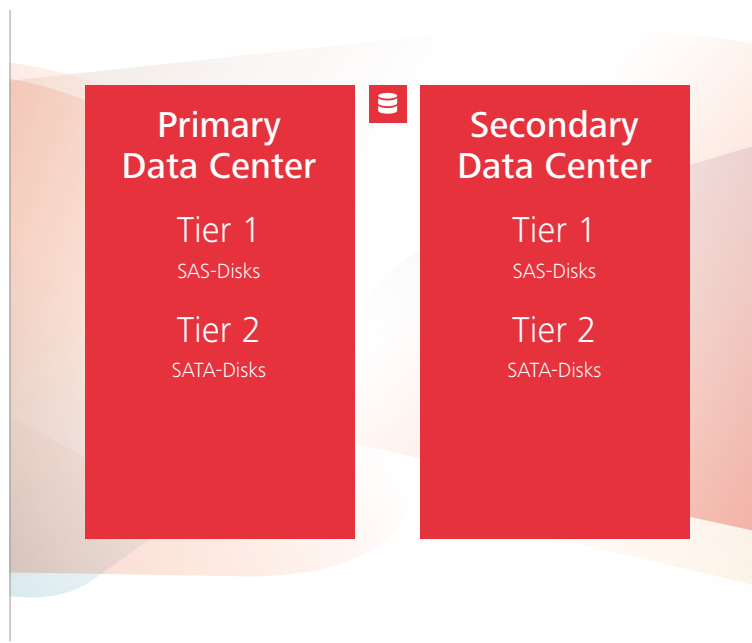 Primary
Data Center
Tier 1
SAS-Disks
Tier 2
SATA-Disks
Secondary
Data Center
Tier 1
SAS-Disks
Tier 2
SATA-Disks